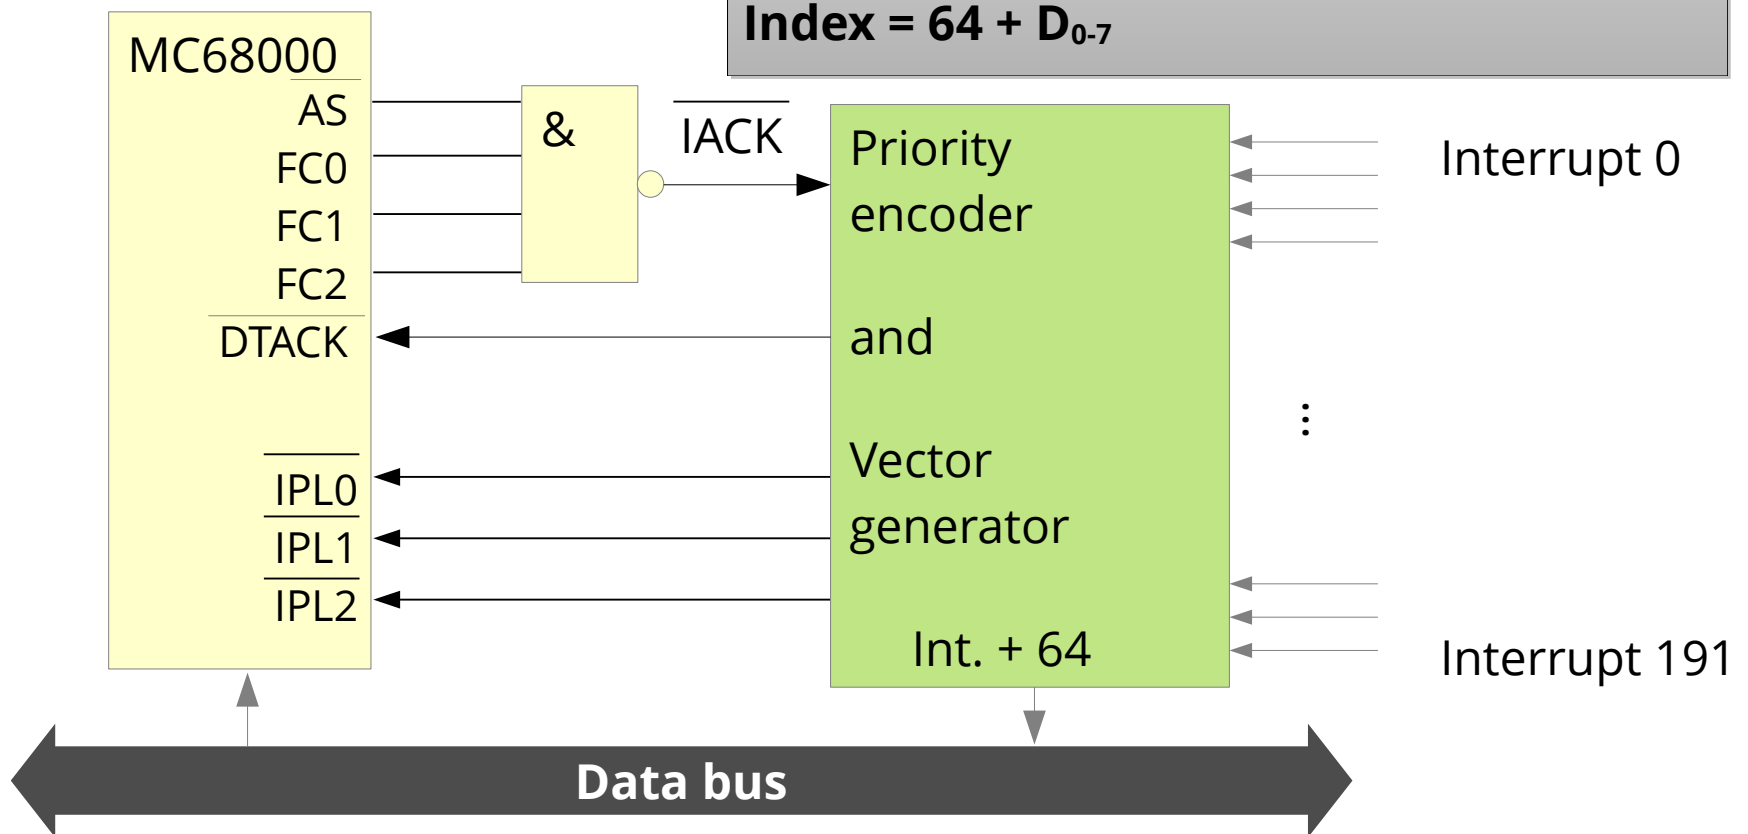 Index = 64 + D0-7
MC68000
AS
FC0
FC1
FC2
DTACK
IPL0
IPL1
IPL2
&
IACK
Priority
encoder
and
Vector
generator
Int. + 64
Interrupt 0
⋮
Interrupt 191
Data bus